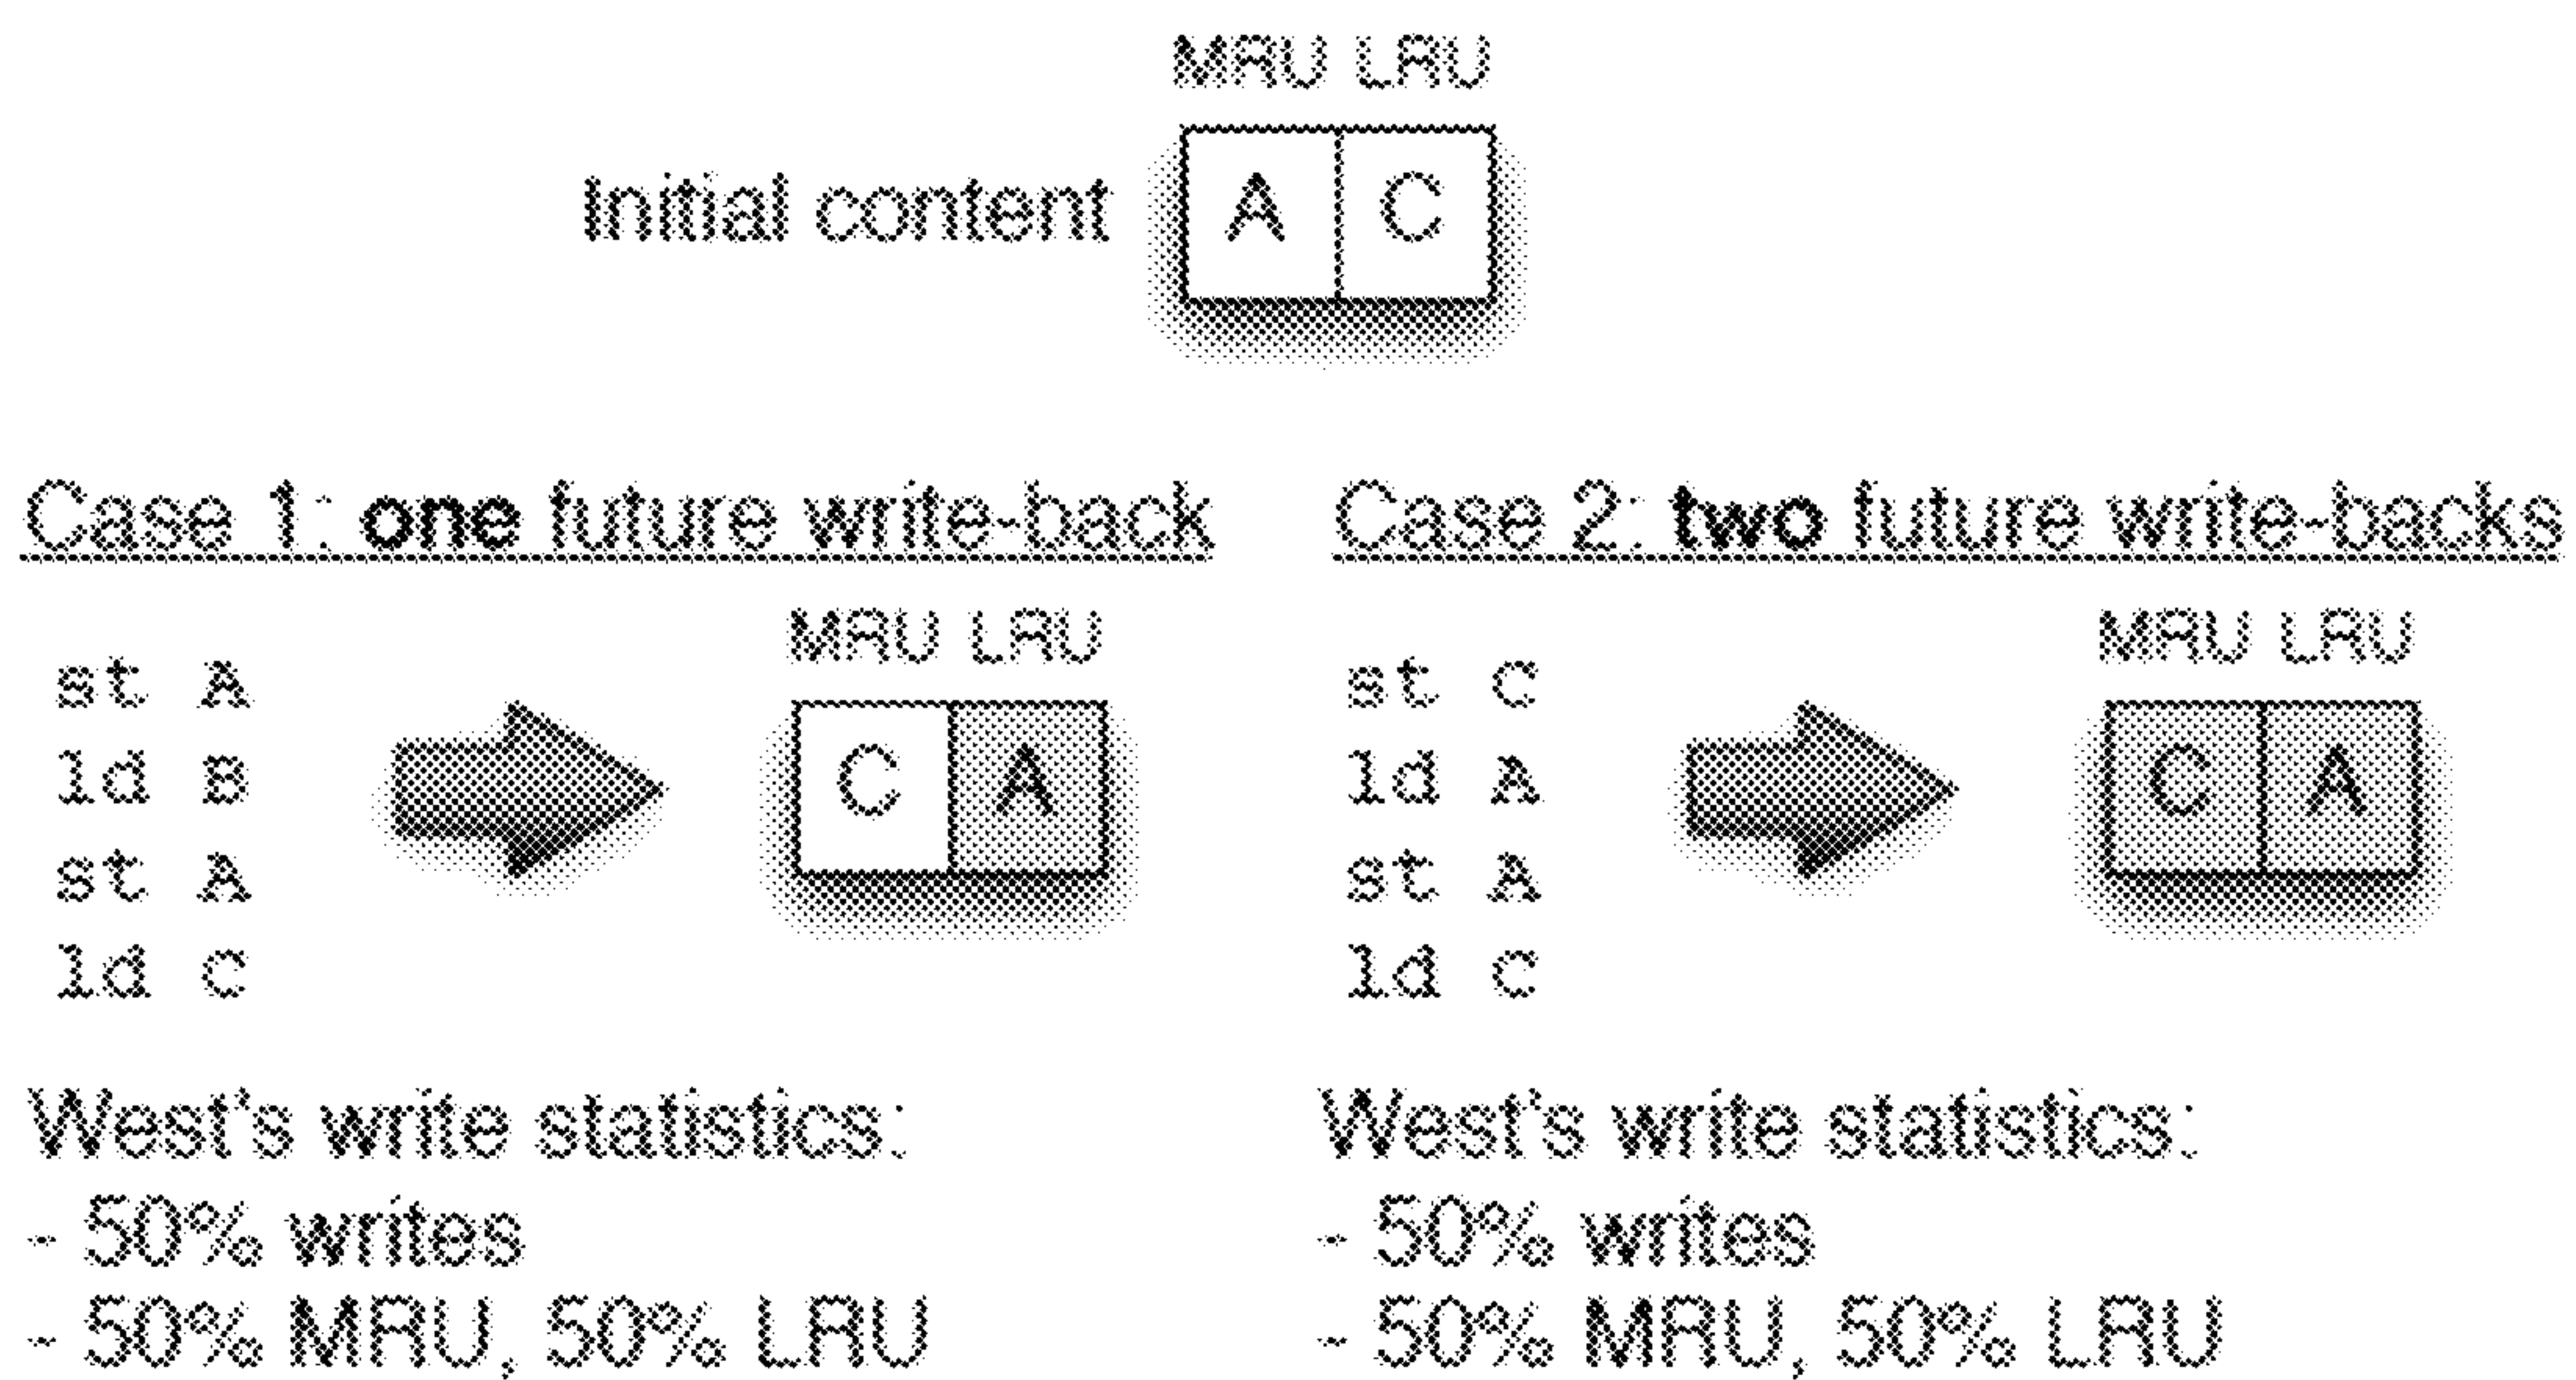 MRU LRU
Initial content A C
Case 1: one future write-back
st A
ld B
st A
ld C
MRU LRU
C A
West's write statistics:
- 50% writes
- 50% MRU, 50% LRU
Case 2: two future write-backs
st C
ld A
st A
ld C
MRU LRU
C A
West's write statistics:
- 50% writes
- 50% MRU, 50% LRU